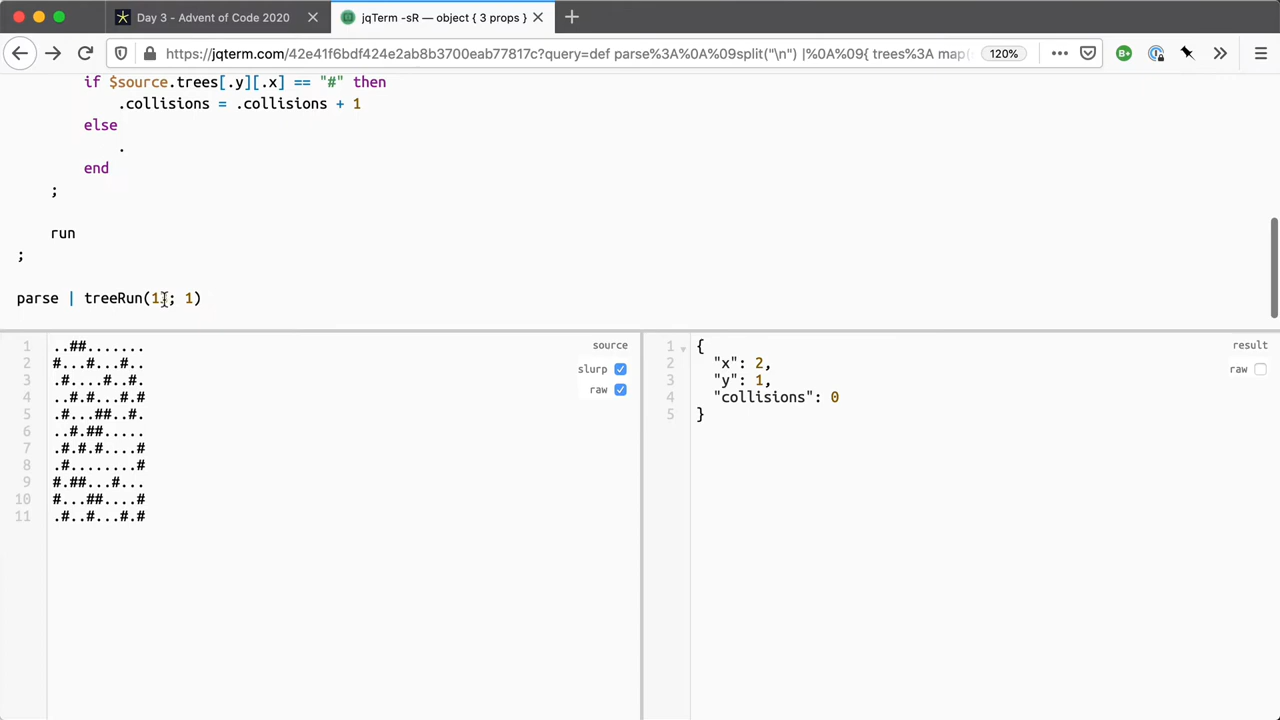 Day 3 - Advent of Code 2020
jqTerm -sR — object { 3 props }
https://jqterm.com/42e41f6bdf424e2ab8b3700eab77817c?query=def parse%3A%0A%09split("\n") |%0A%09{ trees%3A map(
120%
if $source.trees[.y][.x] == "#" then
.collisions = .collisions + 1
else
.
end
;
run
;
parse | treeRun(1; 1)
source
slurp
raw
1 ..##.......
2 #...#...#..
3 .#....#..#.
4 ..#.#...#.#
5 .#...##..#.
6 ..#.##.....
7 .#.#.#....#
8 .#........#
9 #.##...#...
10 #...##....#
11 .#..#...#.#
result
raw
1 {
2 "x": 2,
3 "y": 1,
4 "collisions": 0
5 }